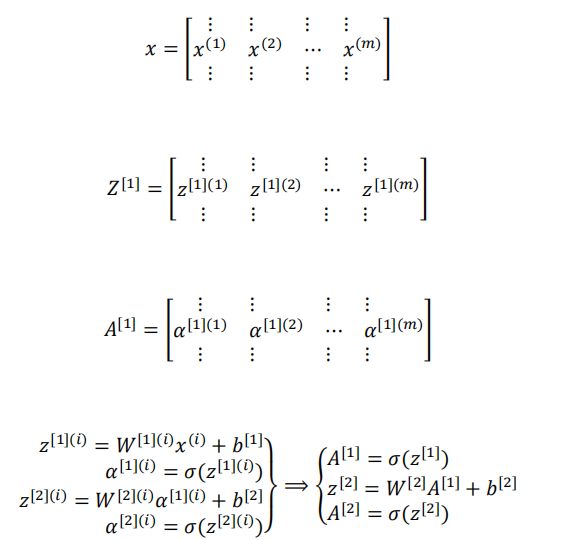 x = [ ⋮ ⋮ ⋮ ⋮
x^(1) x^(2) … x^(m)
⋮ ⋮ ⋮ ⋮ ]
Z^[1] = [ ⋮ ⋮ ⋮ ⋮
z^[1](1) z^[1](2) … z^[1](m)
⋮ ⋮ ⋮ ⋮ ]
A^[1] = [ ⋮ ⋮ ⋮ ⋮
α^[1](1) α^[1](2) … α^[1](m)
⋮ ⋮ ⋮ ⋮ ]
z^[1](i) = W^[1](i)x^(i) + b^[1]
α^[1](i) = σ(z^[1](i))
z^[2](i) = W^[2](i)α^[1](i) + b^[2]
α^[2](i) = σ(z^[2](i))
} ⟹ {
A^[1] = σ(z^[1])
z^[2] = W^[2]A^[1] + b^[2]
A^[2] = σ(z^[2])